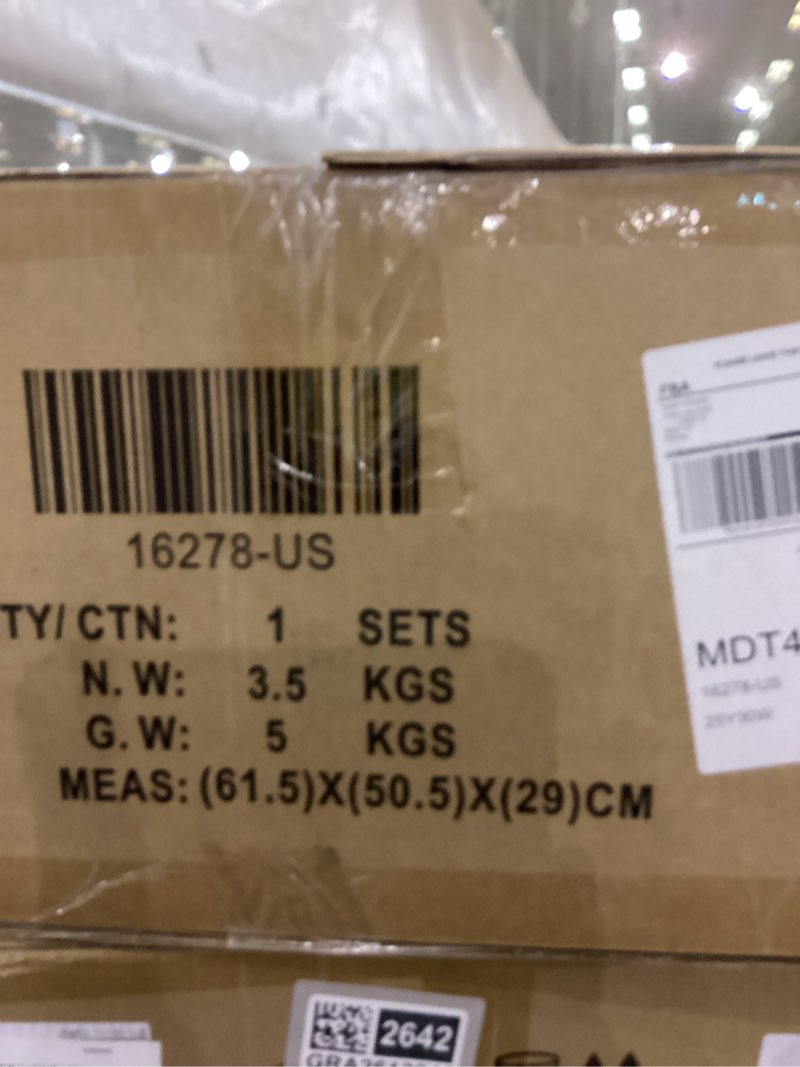 16278-US
TY/CTN: 1 SETS
N.W: 3.5 KGS
G.W: 5 KGS
MEAS: (61.5)X(50.5)X(29)CM
FBA
MDT4
16278-US
2642